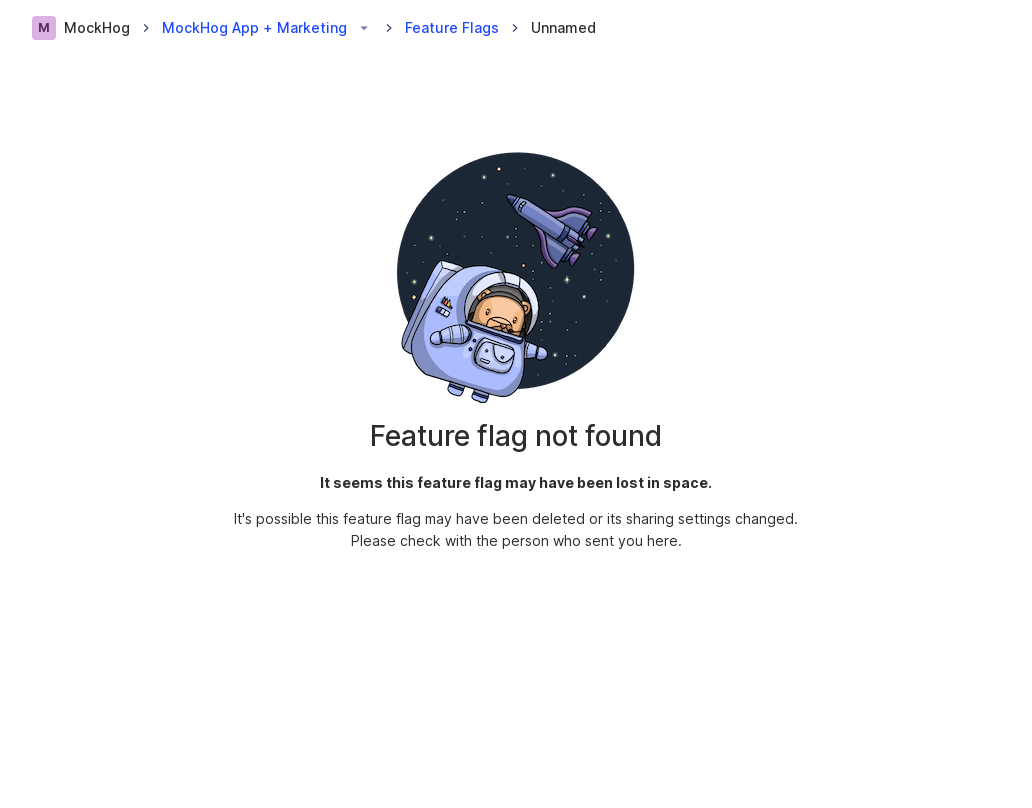 M MockHog MockHog App + Marketing Feature Flags Unnamed
Feature flag not found
It seems this feature flag may have been lost in space.
It's possible this feature flag may have been deleted or its sharing settings changed.
Please check with the person who sent you here.